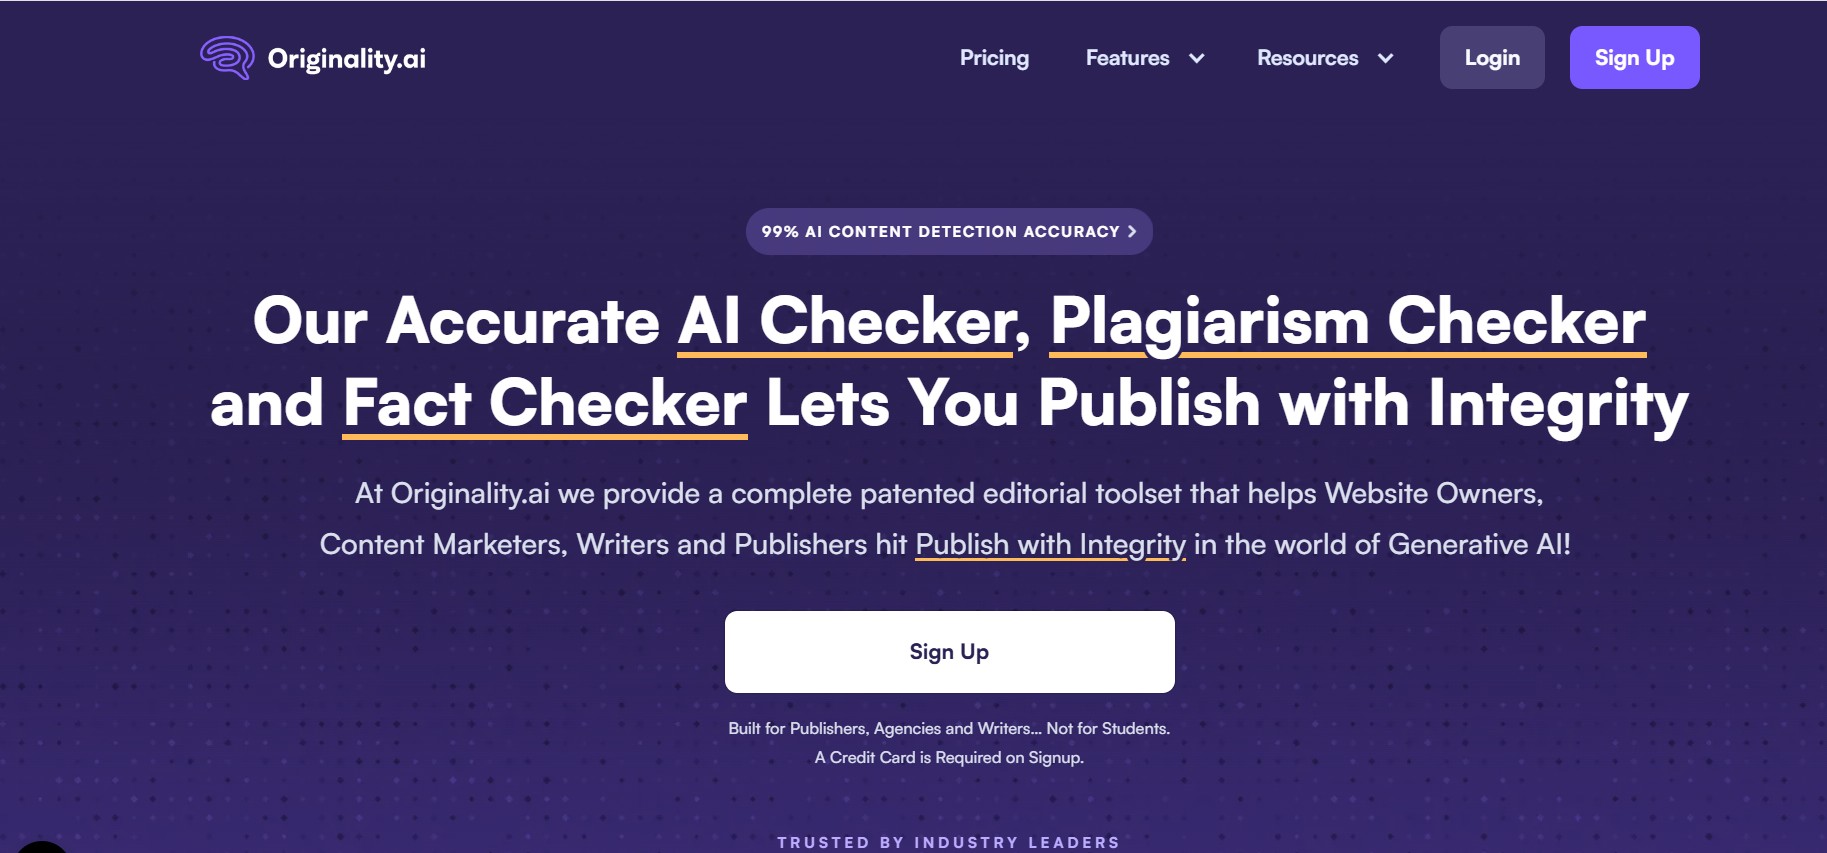 Originality.ai
Pricing
Features
Resources
Login
Sign Up
99% AI CONTENT DETECTION ACCURACY
Our Accurate AI Checker, Plagiarism Checker
and Fact Checker Lets You Publish with Integrity
At Originality.ai we provide a complete patented editorial toolset that helps Website Owners,
Content Marketers, Writers and Publishers hit Publish with Integrity in the world of Generative AI!
Sign Up
Built for Publishers, Agencies and Writers... Not for Students.
A Credit Card is Required on Signup.
TRUSTED BY INDUSTRY LEADERS